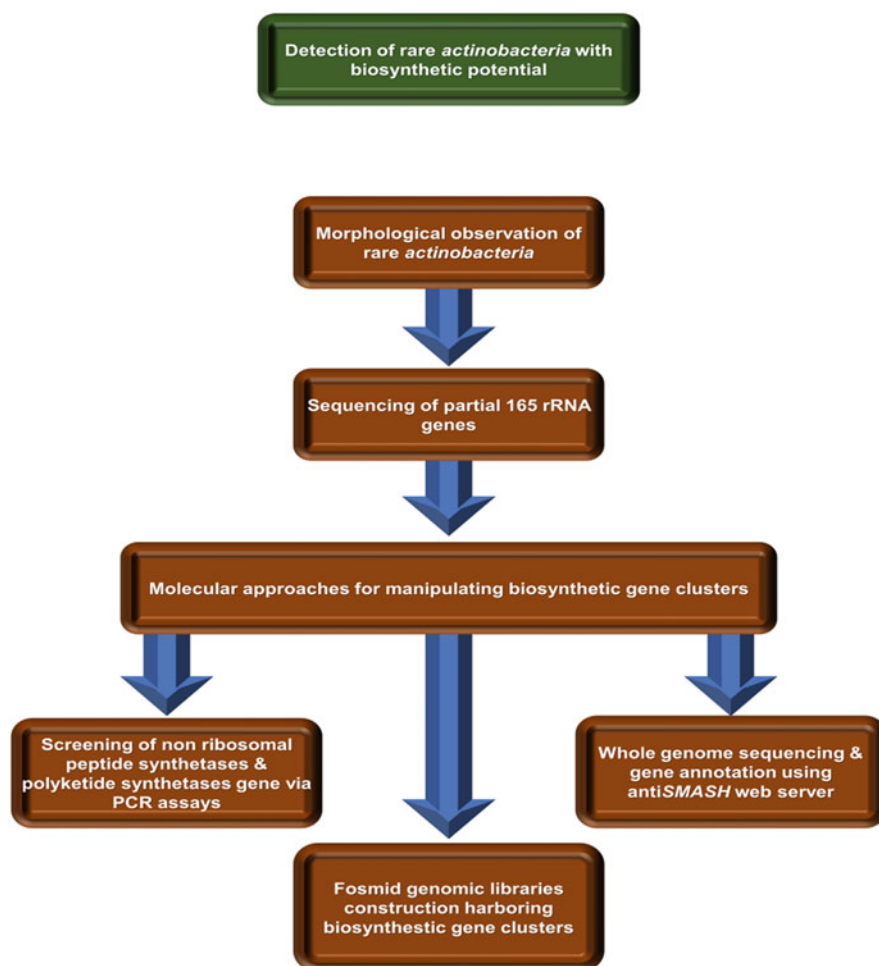 Detection of rare actinobacteria with
biosynthetic potential
Morphological observation of
rare actinobacteria
Sequencing of partial 165 rRNA
genes
Molecular approaches for manipulating biosynthetic gene clusters
Screening of non ribosomal
peptide synthetases &
polyketide synthetases gene via
PCR assays
Whole genome sequencing &
gene annotation using
antiSMASH web server
Fosmid genomic libraries
construction harboring
biosynthestic gene clusters